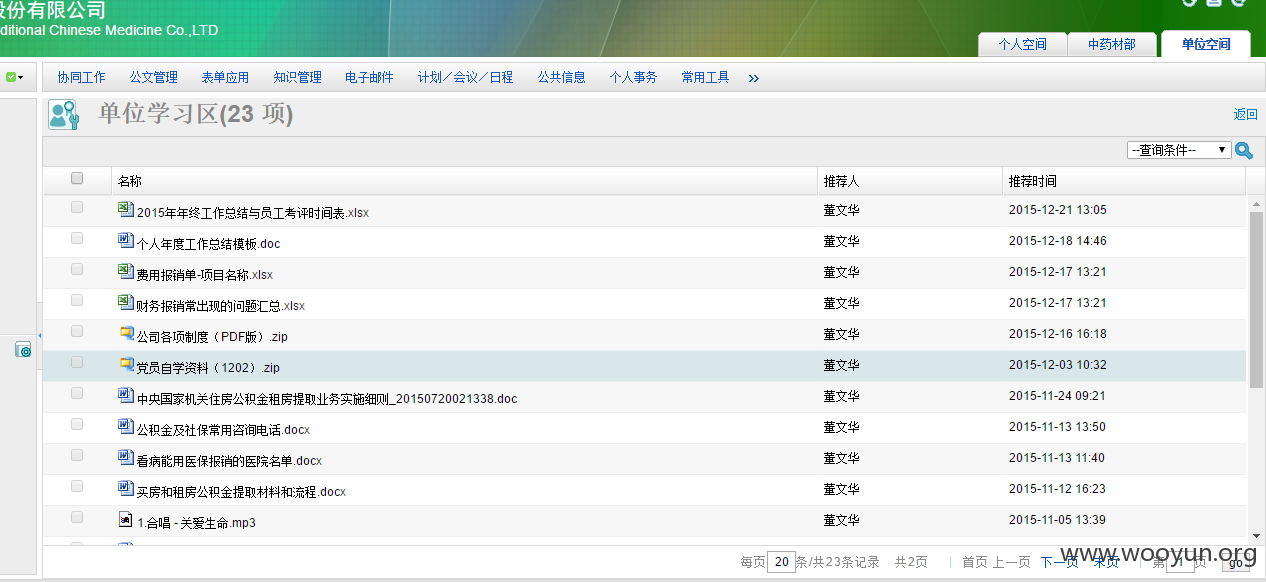 股份有限公司
ditional Chinese Medicine Co.,LTD
个人空间 中药材部 单位空间
协同工作 公文管理 表单应用 知识管理 电子邮件 计划／会议／日程 公共信息 个人事务 常用工具 »
单位学习区(23 项)
返回
--查询条件--
名称 推荐人 推荐时间
2015年年终工作总结与员工考评时间表.xlsx 董文华 2015-12-21 13:05
个人年度工作总结模板.doc 董文华 2015-12-18 14:46
费用报销单-项目名称.xlsx 董文华 2015-12-17 13:21
财务报销常出现的问题汇总.xlsx 董文华 2015-12-17 13:21
公司各项制度（PDF版）.zip 董文华 2015-12-16 16:18
党员自学资料（1202）.zip 董文华 2015-12-03 10:32
中央国家机关住房公积金租房提取业务实施细则_20150720021338.doc 董文华 2015-11-24 09:21
公积金及社保常用咨询电话.docx 董文华 2015-11-13 13:50
看病能用医保报销的医院名单.docx 董文华 2015-11-13 11:40
买房和租房公积金提取材料和流程.docx 董文华 2015-11-12 16:23
1.合唱 - 关爱生命.mp3 董文华 2015-11-05 13:39
每页 20 条/共23条记录 共2页 首页 上一页 下一页 末页 第 1 页 go
www.wooyun.org